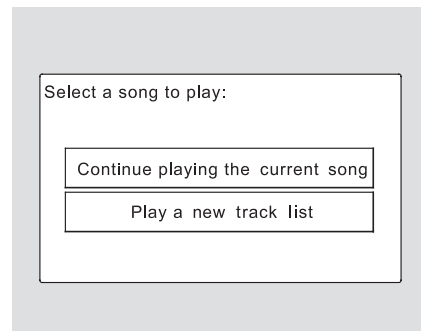 Select a song to play:
Continue playing the current song
Play a new track list